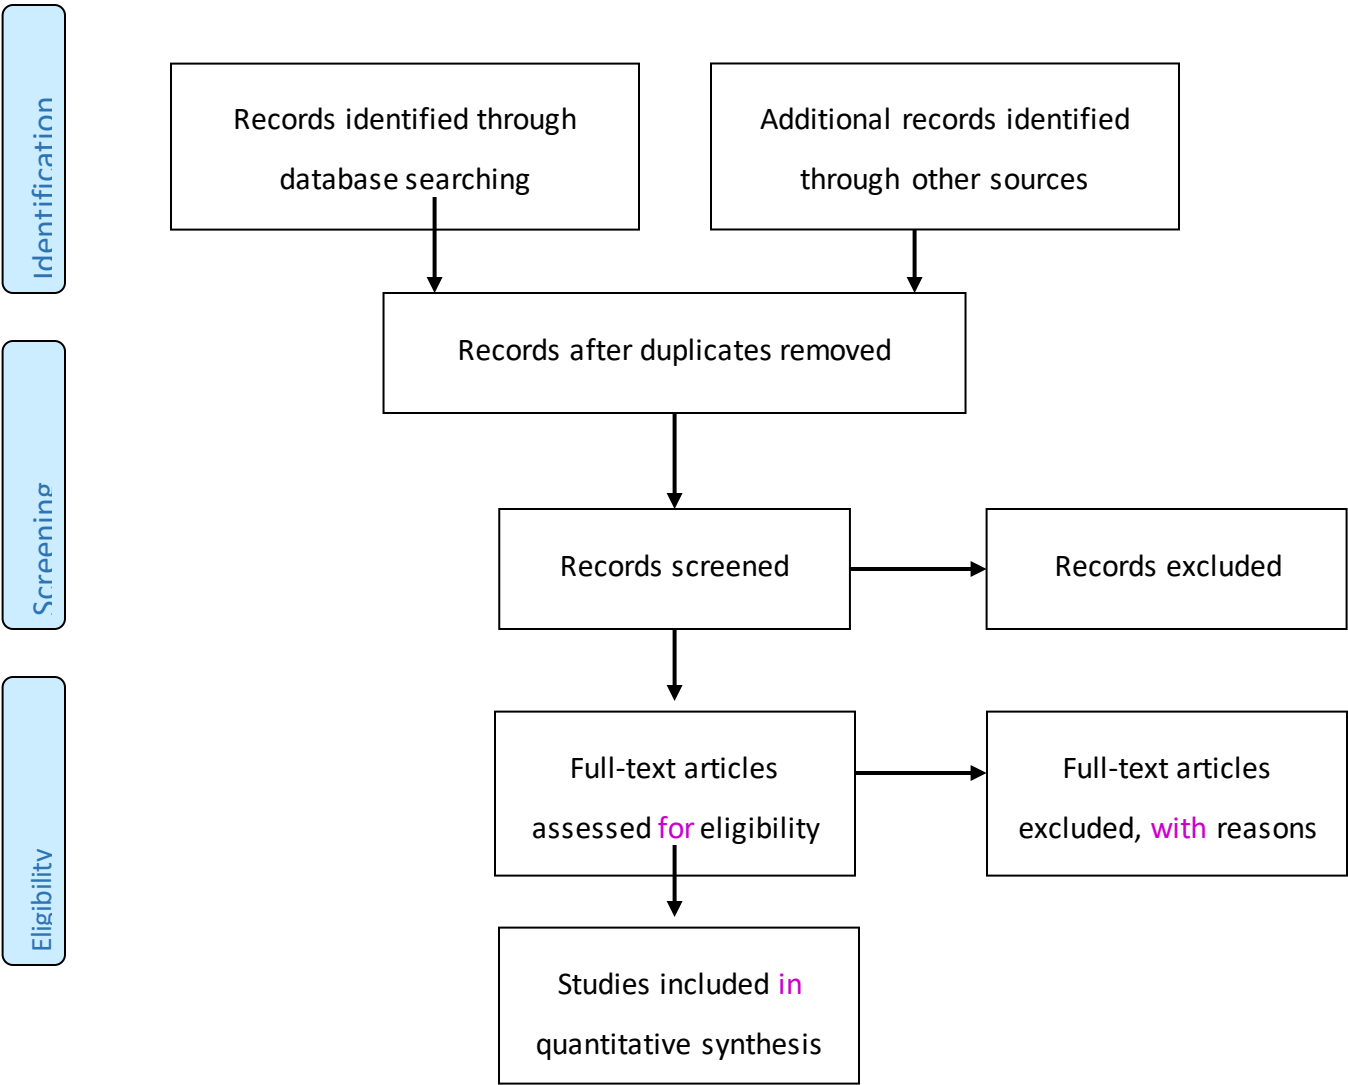 Identification
Records identified through
database searching
Additional records identified
through other sources
Records after duplicates removed
Screening
Records screened
Records excluded
Eligibility
Full-text articles
assessed for eligibility
Full-text articles
excluded, with reasons
Studies included in
quantitative synthesis